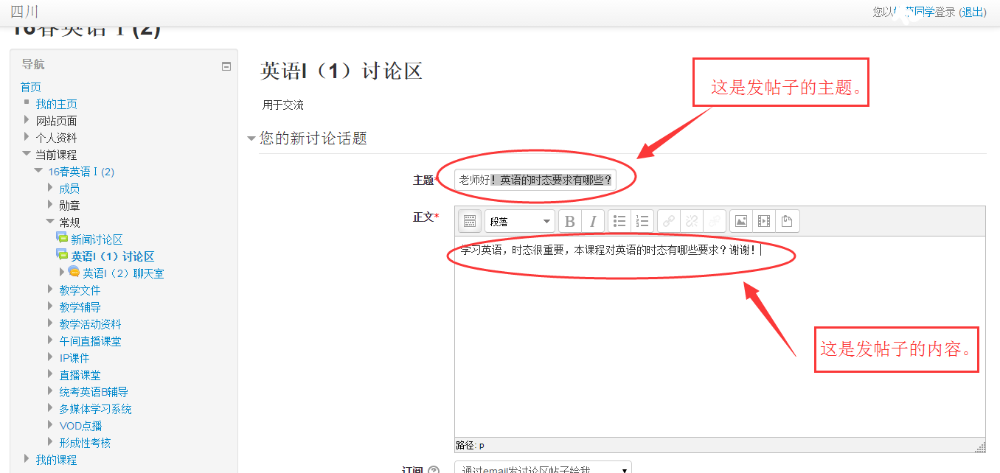 四川
您以 同学登录 (退出)
16春英语Ⅰ(2)
导航
首页
我的主页
网站页面
个人资料
当前课程
16春英语Ⅰ(2)
成员
勋章
常规
新闻讨论区
英语I（1）讨论区
英语I（2）聊天室
教学文件
教学辅导
教学活动资料
午间直播课堂
IP课件
直播课堂
统考英语B辅导
多媒体学习系统
VOD点播
形成性考核
我的课程
英语I（1）讨论区
用于交流
您的新讨论话题
这是发帖子的主题。
主题* 老师好！英语的时态要求有哪些？
正文*
段落 B I
学习英语，时态很重要，本课程对英语的时态有哪些要求？谢谢！
这是发帖子的内容。
路径: p
订阅 通过email发讨论区帖子给我